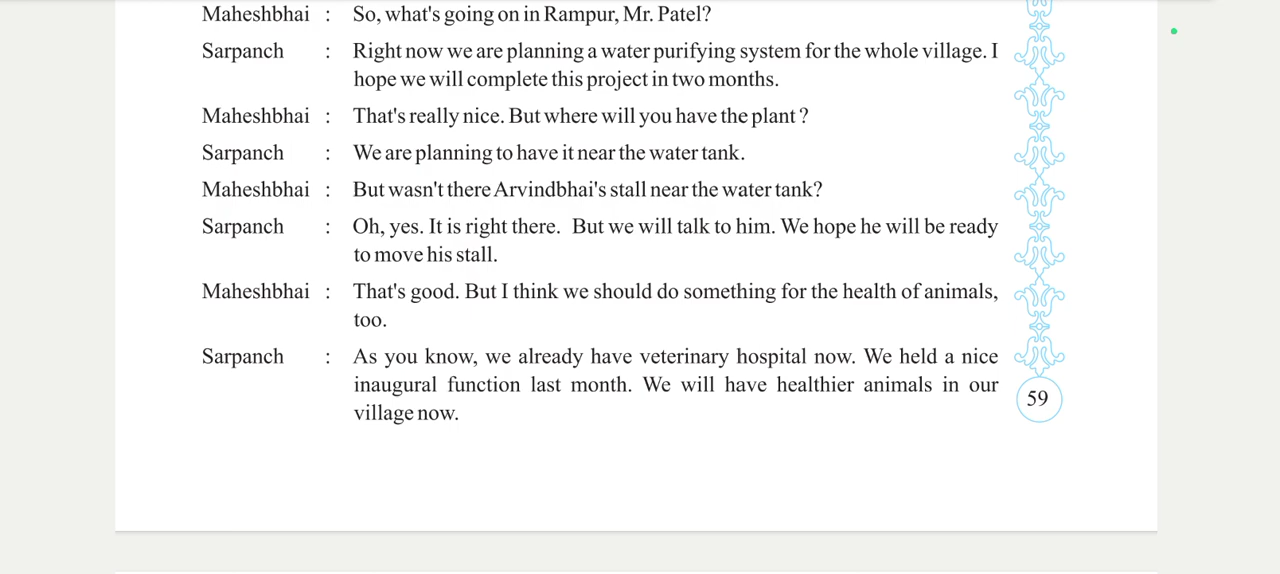 Maheshbhai : So, what's going on in Rampur, Mr. Patel?
Sarpanch : Right now we are planning a water purifying system for the whole village. I
hope we will complete this project in two months.
Maheshbhai : That's really nice. But where will you have the plant ?
Sarpanch : We are planning to have it near the water tank.
Maheshbhai : But wasn't there Arvindbhai's stall near the water tank?
Sarpanch : Oh, yes. It is right there. But we will talk to him. We hope he will be ready
to move his stall.
Maheshbhai : That's good. But I think we should do something for the health of animals,
too.
Sarpanch : As you know, we already have veterinary hospital now. We held a nice
inaugural function last month. We will have healthier animals in our
village now.
59